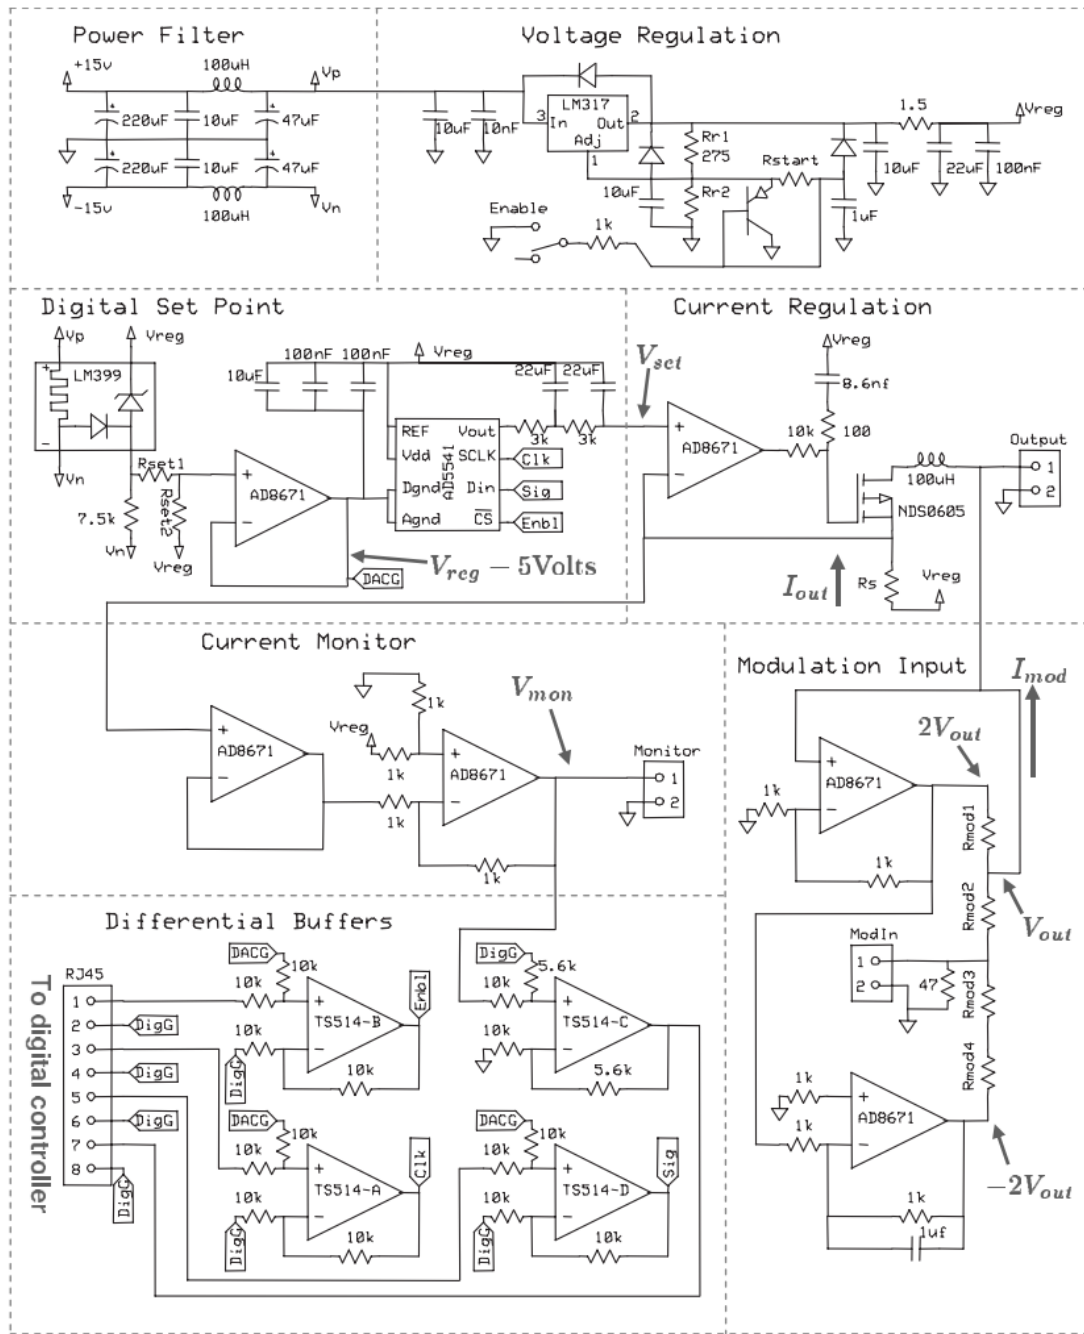 Power Filter
+15v
100uH
Vp
220uF
10uF
47uF
220uF
10uF
47uF
-15v
100uH
Vn
Voltage Regulation
10uF
10nF
LM317
3
In
Out
2
Adj
1
Rr1
275
Rr2
10uF
Rstart
1uF
10uF
1.5
Vreg
22uF
100nF
Enable
1k
Digital Set Point
Vp
Vreg
+
LM399
-
Vn
Rset1
Rset2
7.5k
Vn
Vreg
+
AD8671
-
10uF
100nF
100nF
Vreg
22uF
22uF
REF
Vout
Vdd
SCLK
AD5541
Dgnd
Din
Agnd
CS
3k
3k
Clk
Sig
Enbl
DACG
Vreg − 5Volts
Current Regulation
Vset
+
AD8671
-
Vreg
8.6nf
10k
100
100uH
NDS0605
Output
1
2
Iout
Rs
Vreg
Current Monitor
+
AD8671
-
Vreg
1k
1k
1k
+
AD8671
-
1k
Vmon
Monitor
1
2
Modulation Input
Imod
2Vout
+
AD8671
-
1k
1k
Rmod1
Rmod2
Vout
ModIn
1
2
47
Rmod3
Rmod4
1k
1k
+
AD8671
-
−2Vout
1k
1uf
Differential Buffers
To digital controller
RJ45
1
2
DigG
3
4
DigG
5
6
DigG
7
8
DigG
DACG
10k
10k
+
TS514-B
-
10k
DigG
10k
Enbl
DigG
5.6k
10k
+
TS514-C
-
10k
5.6k
DACG
10k
10k
+
TS514-A
-
10k
DigG
10k
Clk
DACG
10k
10k
+
TS514-D
-
10k
DigG
10k
Sig